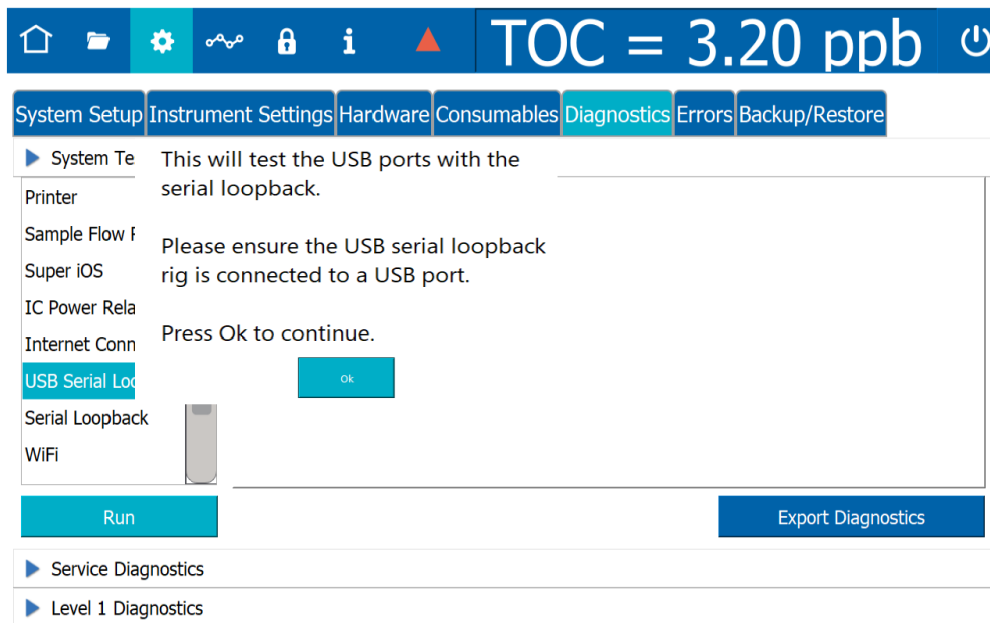 TOC = 3.20 ppb
System Setup Instrument Settings Hardware Consumables Diagnostics Errors Backup/Restore
System Te
This will test the USB ports with the
serial loopback.
Please ensure the USB serial loopback
rig is connected to a USB port.
Press Ok to continue.
Ok
Printer
Sample Flow
Super iOS
IC Power Rela
Internet Conn
USB Serial Loo
Serial Loopback
WiFi
Run
Export Diagnostics
Service Diagnostics
Level 1 Diagnostics